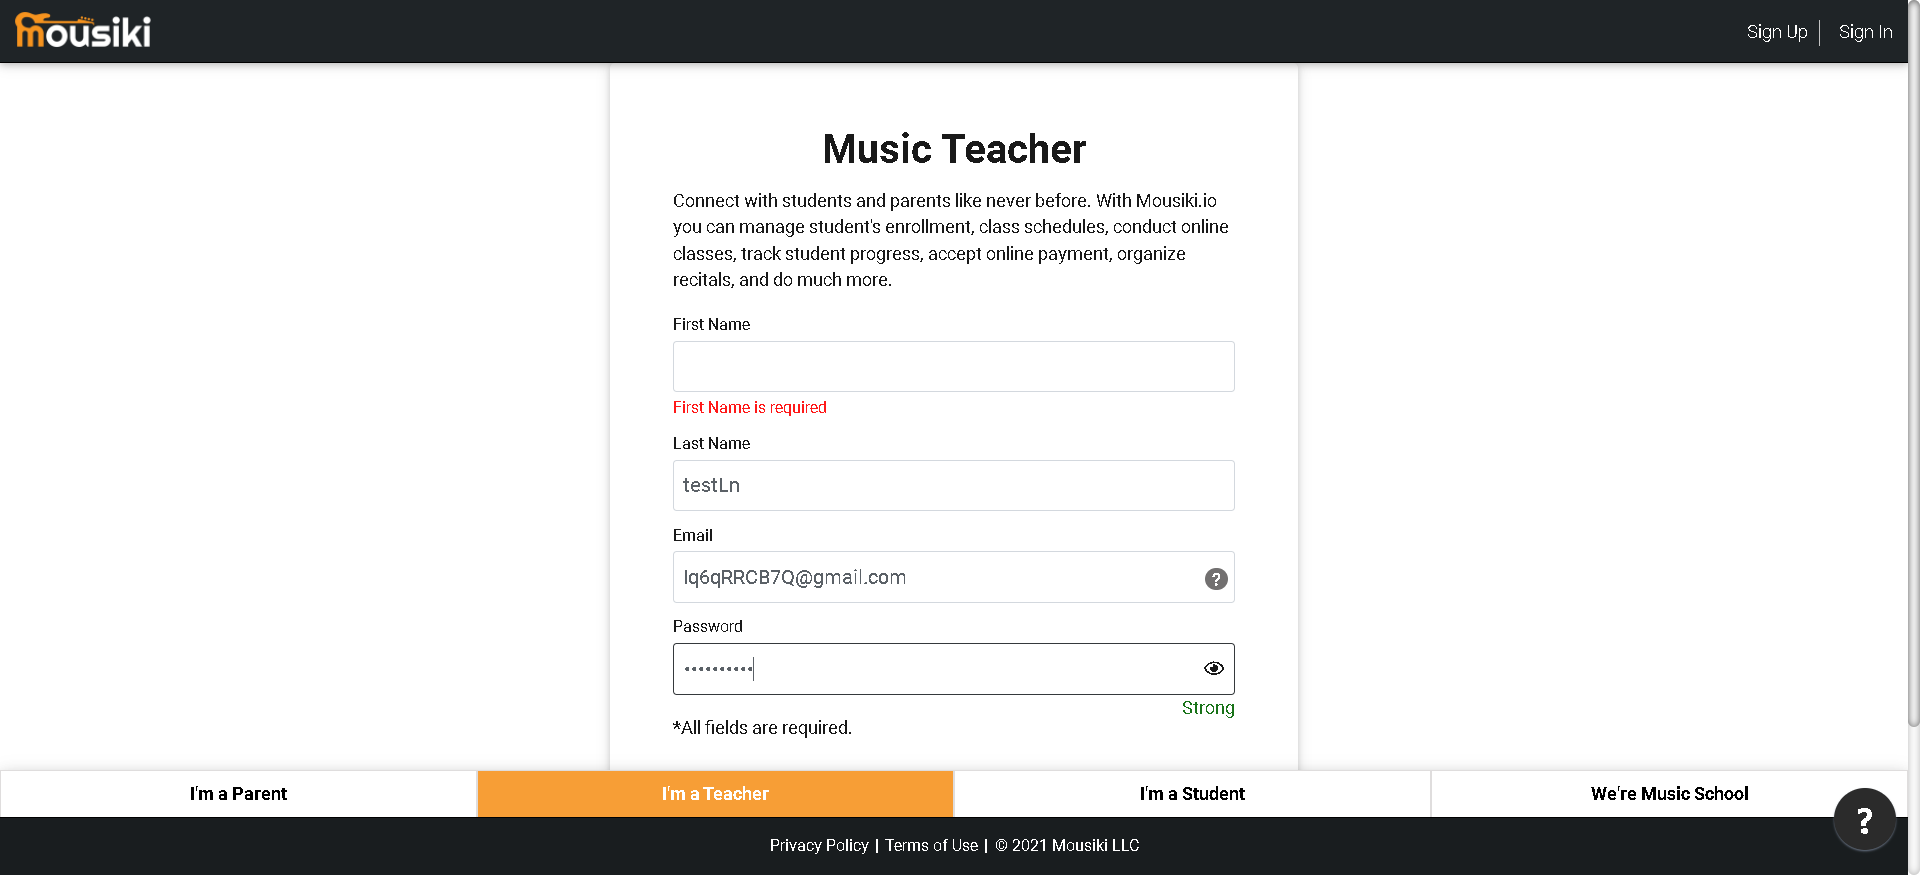 mousiki
Sign Up
Sign In
Music Teacher
Connect with students and parents like never before. With Mousiki.io
you can manage student's enrollment, class schedules, conduct online
classes, track student progress, accept online payment, organize
recitals, and do much more.
First Name
First Name is required
Last Name
testLn
Email
lq6qRRCB7Q@gmail.com
?
Password
••••••••••
Strong
*All fields are required.
I'm a Parent
I'm a Teacher
I'm a Student
We're Music School
?
Privacy Policy | Terms of Use | © 2021 Mousiki LLC